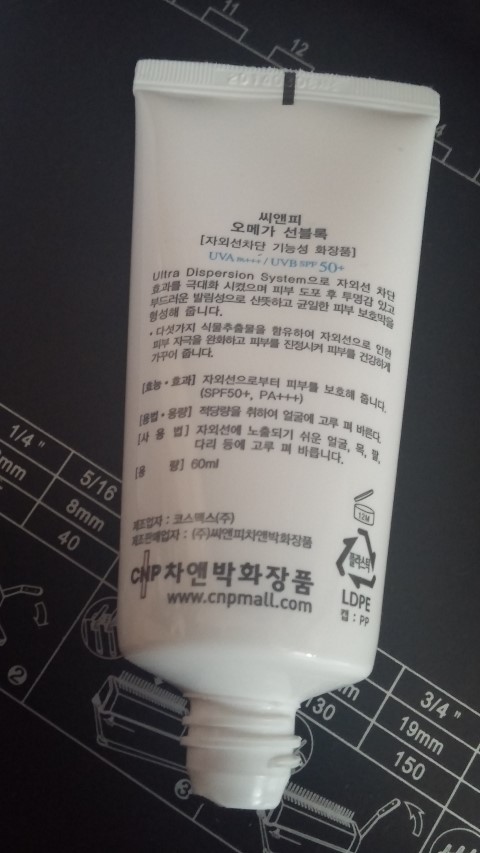 11
12
씨앤피
오메가 선블록
[자외선차단 기능성 화장품]
UVA PA+++ / UVB SPF 50+
Ultra Dispersion System으로 자외선 차단
효과를 극대화 시켰으며 피부 도포 후 투명감 있고
부드러운 발림성으로 산뜻하고 균일한 피부 보호막을
형성해 줍니다.
• 다섯가지 식물추출물을 함유하여 자외선으로 인한
피부 자극을 완화하고 피부를 진정시켜 피부를 건강하게
가꾸어 줍니다.
[효능・효과] 자외선으로부터 피부를 보호해 줍니다.
(SPF50+, PA+++)
[용법・용량] 적당량을 취하여 얼굴에 고루 펴 바른다.
[사 용 법] 자외선에 노출되기 쉬운 얼굴, 목, 팔,
다리 등에 고루 펴 바릅니다.
[용 량] 60ml
12M
제조업자 : 코스맥스(주)
제조판매업자 : (주)씨앤피차앤박화장품
플라스틱
CNP 차앤박화장품
LDPE
www.cnpmall.com
캡 : PP
1/4 "
5/16
8mm
40
3/4 "
19mm
130
150
2
3